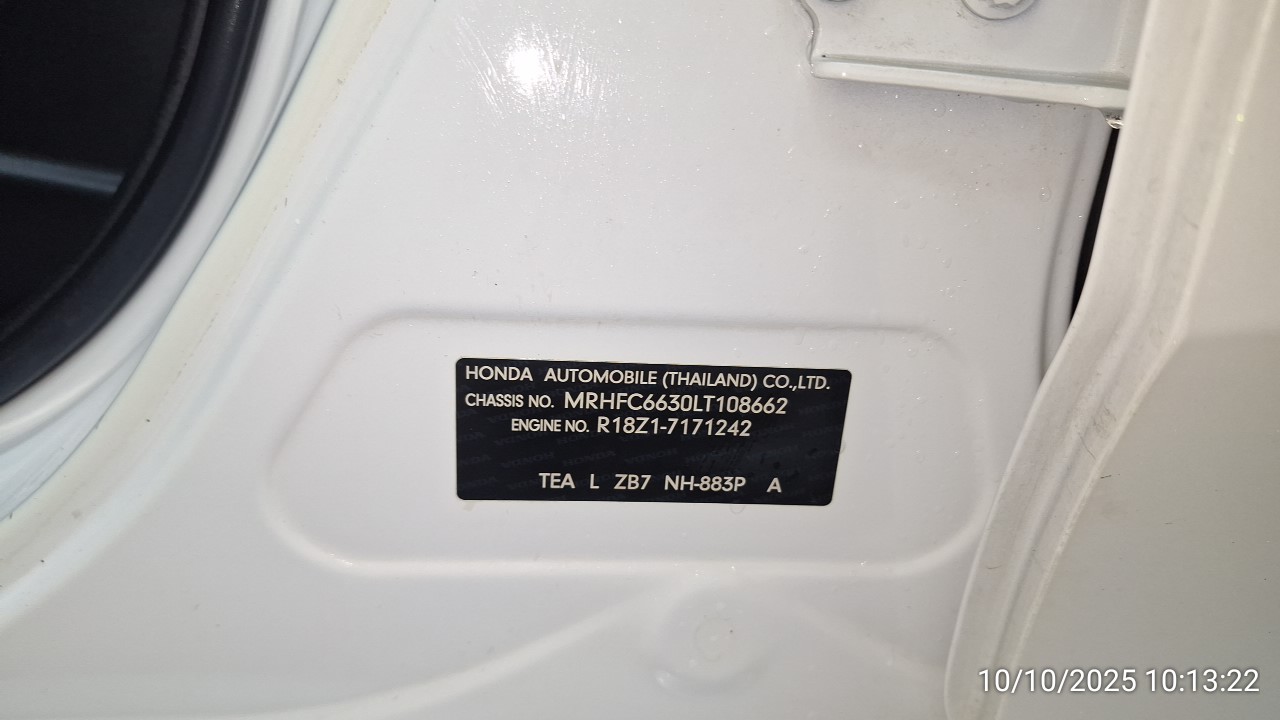 HONDA AUTOMOBILE (THAILAND) CO.,LTD.
CHASSIS NO. MRHFC6630LT108662
ENGINE NO. R18Z1-7171242
TEA L ZB7 NH-883P A
10/10/2025 10:13:22